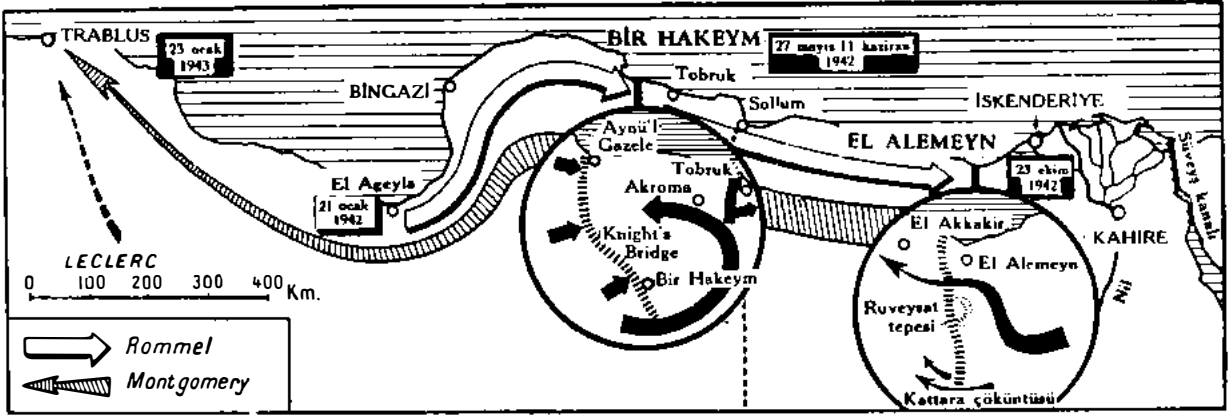 TRABLUS
23 ocak
1943
BİNGAZİ
El Ageyla
21 ocak
1942
BİR HAKEYM
27 mayıs 11 haziran
1942
Tobruk
Sollum
İSKENDERİYE
EL ALEMEYN
23 ekim
1942
Süveyş kanalı
KAHİRE
Nil
Aynü'l
Gazele
Tobruk
Akroma
Knight's
Bridge
Bir Hakeym
El Akkakir
El Alemeyn
Ruveysat
tepesi
Kattara çöküntüsü
LECLERC
0 100 200 300 400 Km.
Rommel
Montgomery